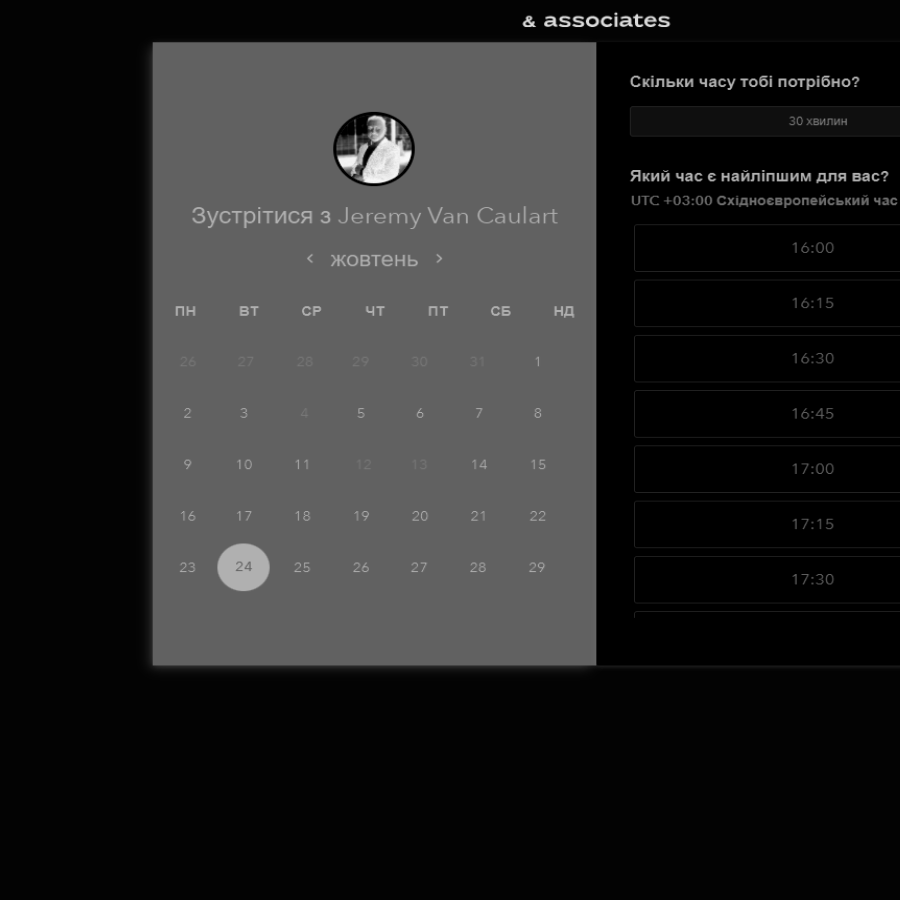 & associates
Зустрітися з Jeremy Van Caulart
жовтень
ПН ВТ СР ЧТ ПТ СБ НД
26 27 28 29 30 31 1
2 3 4 5 6 7 8
9 10 11 12 13 14 15
16 17 18 19 20 21 22
23 24 25 26 27 28 29
Скільки часу тобі потрібно?
30 хвилин
Який час є найліпшим для вас?
UTC +03:00 Східноєвропейський час
16:00
16:15
16:30
16:45
17:00
17:15
17:30